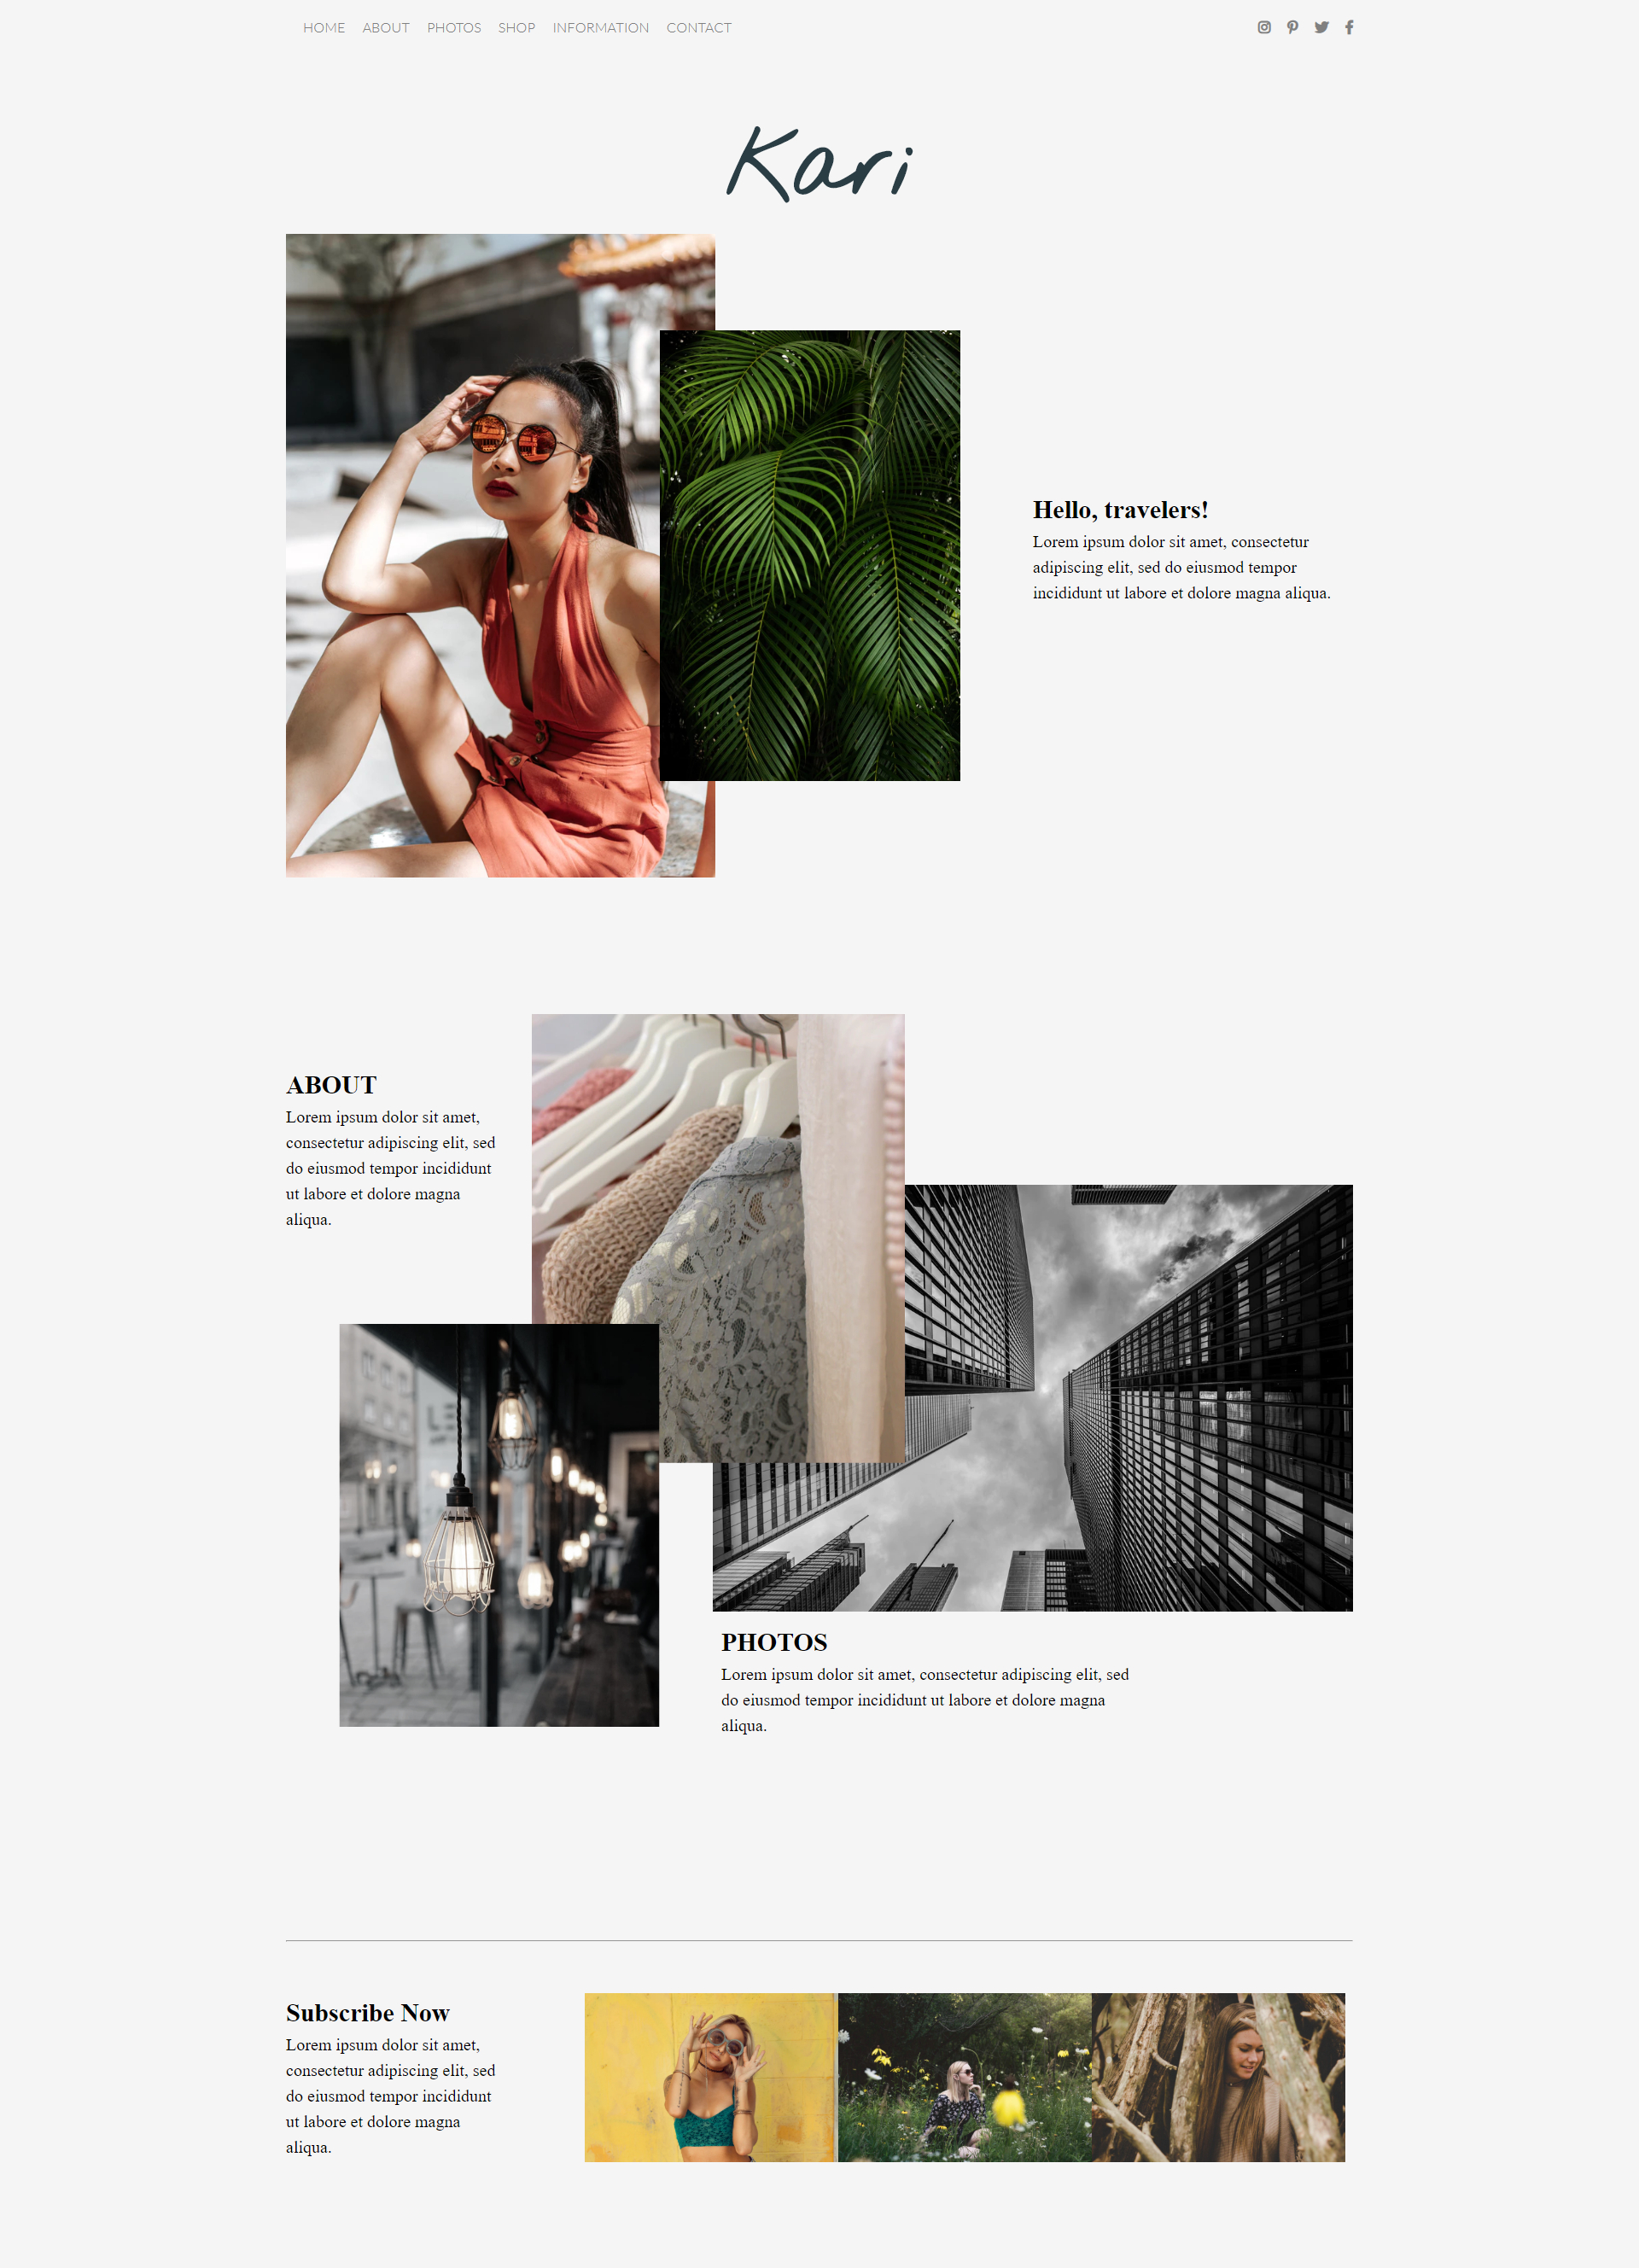 HOME ABOUT PHOTOS SHOP INFORMATION CONTACT
Kari
Hello, travelers!
Lorem ipsum dolor sit amet, consectetur
adipiscing elit, sed do eiusmod tempor
incididunt ut labore et dolore magna aliqua.
ABOUT
Lorem ipsum dolor sit amet,
consectetur adipiscing elit, sed
do eiusmod tempor incididunt
ut labore et dolore magna
aliqua.
PHOTOS
Lorem ipsum dolor sit amet, consectetur adipiscing elit, sed
do eiusmod tempor incididunt ut labore et dolore magna
aliqua.
Subscribe Now
Lorem ipsum dolor sit amet,
consectetur adipiscing elit, sed
do eiusmod tempor incididunt
ut labore et dolore magna
aliqua.